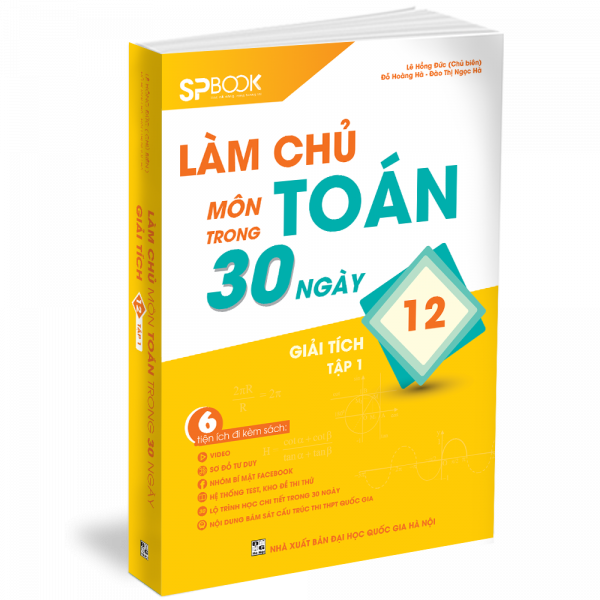 SPBOOK
Lê Hồng Đức (Chủ biên)
Đỗ Hoàng Hà - Đào Thị Ngọc Hà
LÀM CHỦ
MÔN TOÁN
TRONG
30 NGÀY
12
GIẢI TÍCH
TẬP 1
6
tiện ích đi kèm sách:
VIDEO
SƠ ĐỒ TƯ DUY
NHÓM BÍ MẬT FACEBOOK
HỆ THỐNG TEST, KHO ĐỀ THI THỬ
LỘ TRÌNH HỌC CHI TIẾT TRONG 30 NGÀY
NỘI DUNG BÁM SÁT CẤU TRÚC THI THPT QUỐC GIA
NHÀ XUẤT BẢN ĐẠI HỌC QUỐC GIA HÀ NỘI
LÀM CHỦ MÔN TOÁN TRONG 30 NGÀY
GIẢI TÍCH 12 TẬP 1